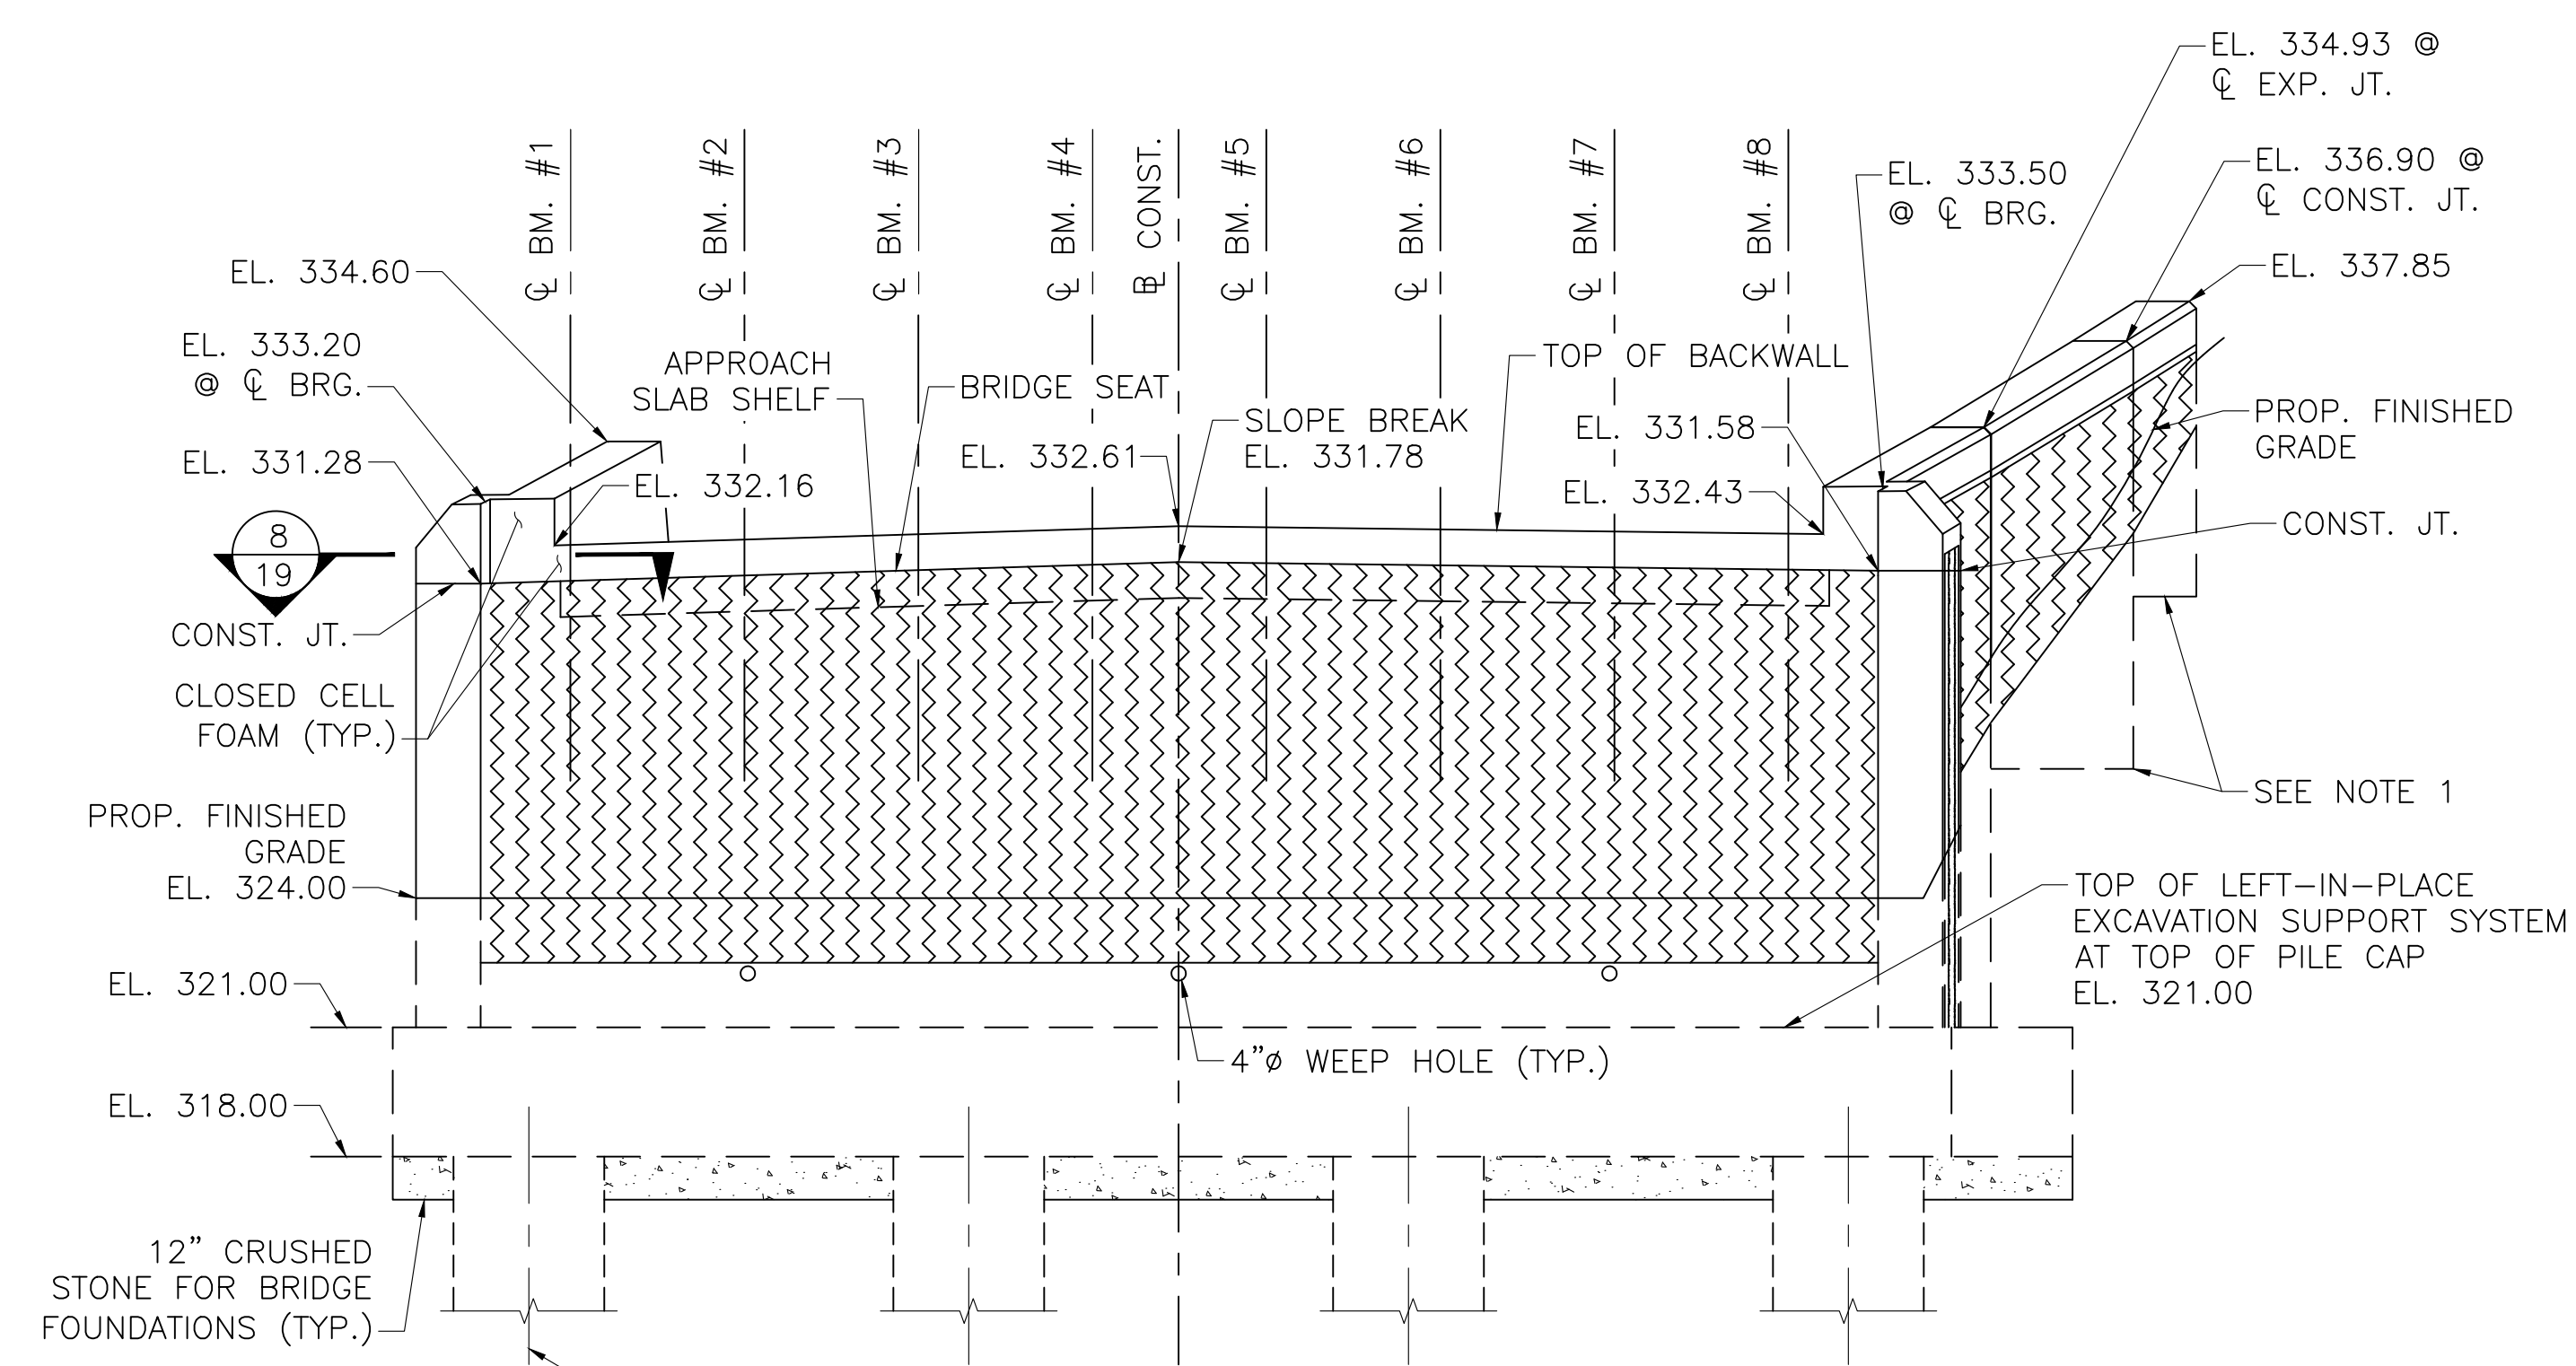 EL. 334.93 @
℄ EXP. JT.
EL. 336.90 @
℄ CONST. JT.
EL. 333.50
@ ℄ BRG.
EL. 337.85
℄ BM. #1
℄ BM. #2
℄ BM. #3
℄ BM. #4
BL CONST.
℄ BM. #5
℄ BM. #6
℄ BM. #7
℄ BM. #8
EL. 334.60
EL. 333.20
@ ℄ BRG.
APPROACH
SLAB SHELF
BRIDGE SEAT
TOP OF BACKWALL
EL. 331.28
EL. 332.16
EL. 332.61
SLOPE BREAK
EL. 331.78
EL. 331.58
EL. 332.43
PROP. FINISHED
GRADE
8
19
CONST. JT.
CONST. JT.
CLOSED CELL
FOAM (TYP.)
SEE NOTE 1
PROP. FINISHED
GRADE
EL. 324.00
TOP OF LEFT-IN-PLACE
EXCAVATION SUPPORT SYSTEM
AT TOP OF PILE CAP
EL. 321.00
EL. 321.00
4"ø WEEP HOLE (TYP.)
EL. 318.00
12" CRUSHED
STONE FOR BRIDGE
FOUNDATIONS (TYP.)